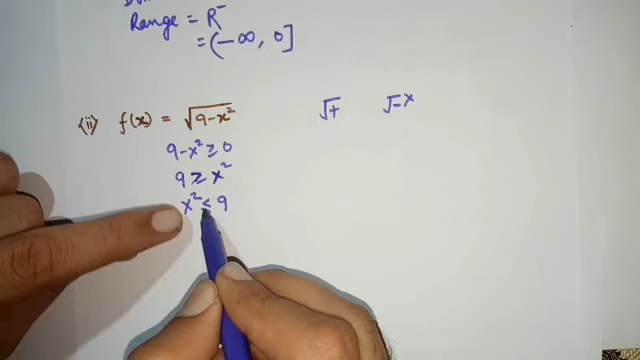 Range = R⁻
= (-∞, 0]
(ii) f(x) = √(9-x²) √+ √-x
9-x² ≥ 0
9 ≥ x²
x² ≤ 9